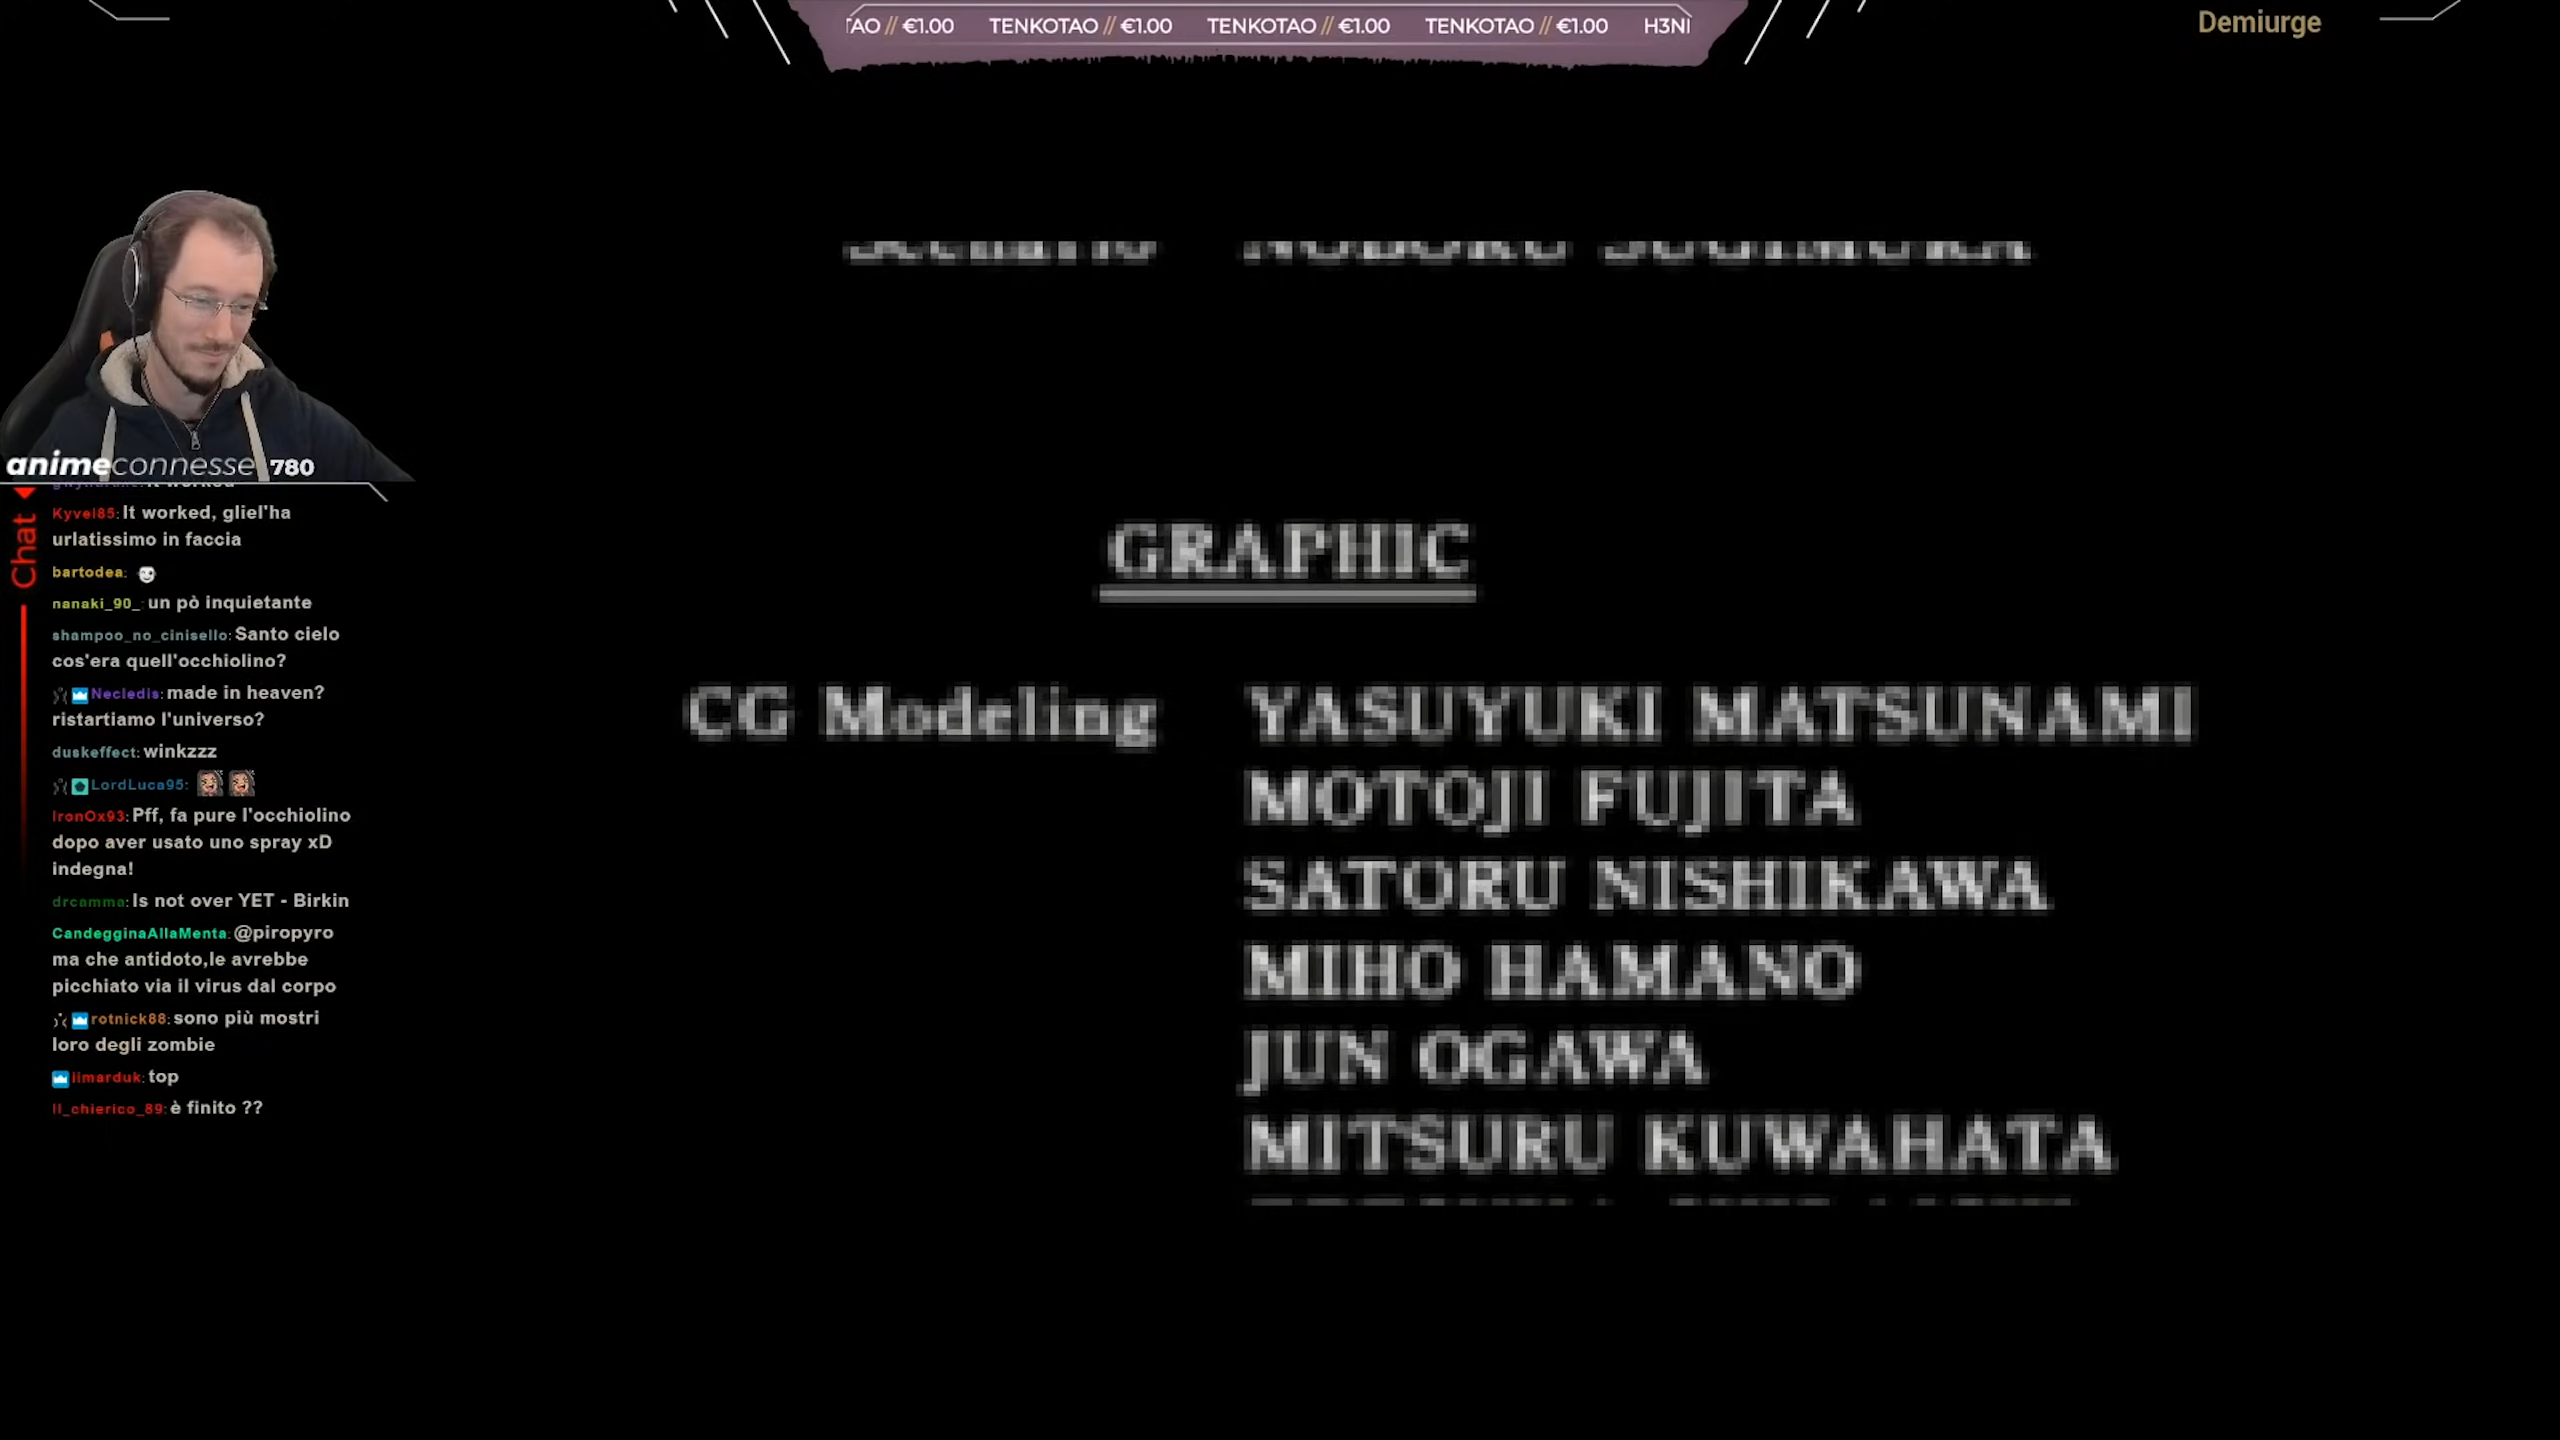 AO // €1.00 TENKOTAO // €1.00 TENKOTAO // €1.00 TENKOTAO // €1.00 H3NI
Demiurge
animeconnesse 780
Chat
Kyvel85: It worked, gliel'ha
urlatissimo in faccia
bartodea:
nanaki_90_: un pò inquietante
shampoo_no_cinisello: Santo cielo
cos'era quell'occhiolino?
Necledis: made in heaven?
ristartiamo l'universo?
duskeffect: winkzzz
LordLuca95:
IronOx93: Pff, fa pure l'occhiolino
dopo aver usato uno spray xD
indegna!
drcamma: Is not over YET - Birkin
CandegginaAllaMenta: @piropyro
ma che antidoto,le avrebbe
picchiato via il virus dal corpo
rotnick88: sono più mostri
loro degli zombie
iimarduk: top
Il_chierico_89: è finito ??
GRAPHIC
CG Modeling YASUYUKI MATSUNAMI
MOTOJI FUJITA
SATORU NISHIKAWA
MIHO HAMANO
JUN OGAWA
MITSURU KUWAHATA